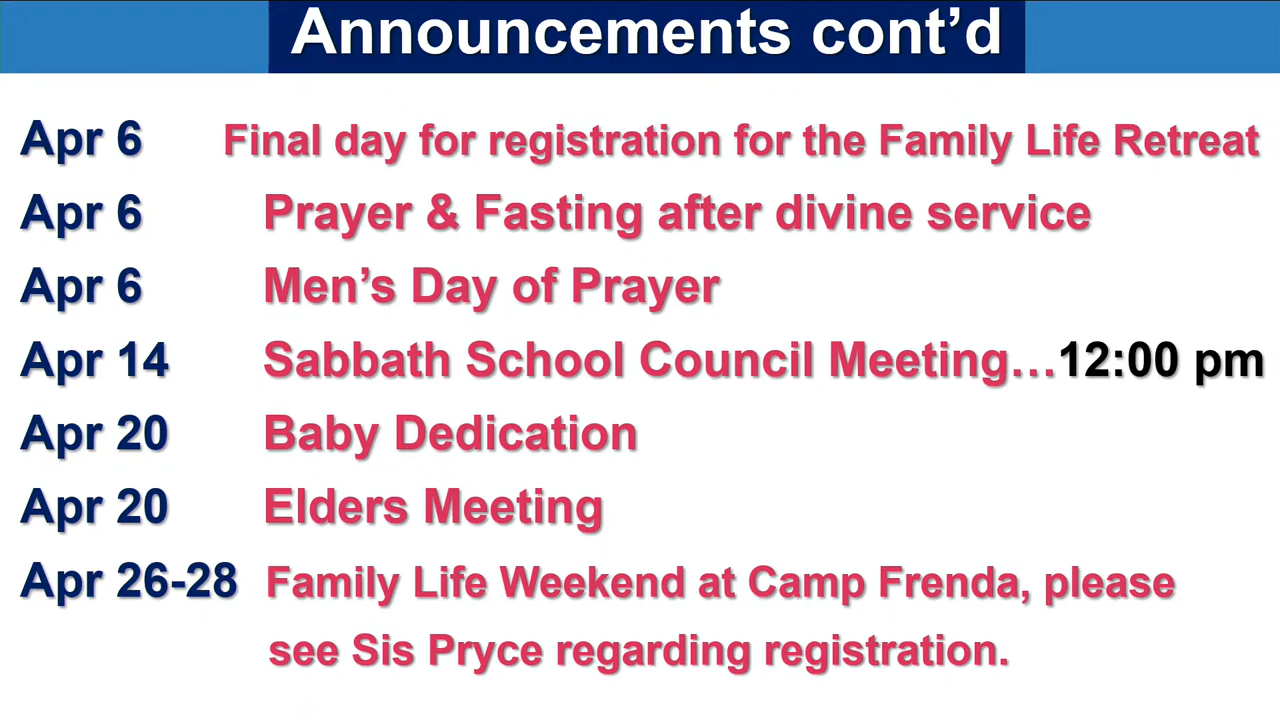 Announcements cont’d
Apr 6 Final day for registration for the Family Life Retreat
Apr 6 Prayer & Fasting after divine service
Apr 6 Men’s Day of Prayer
Apr 14 Sabbath School Council Meeting…12:00 pm
Apr 20 Baby Dedication
Apr 20 Elders Meeting
Apr 26-28 Family Life Weekend at Camp Frenda, please
see Sis Pryce regarding registration.